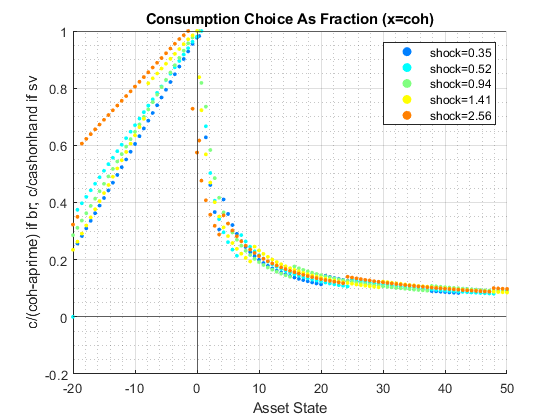 Consumption Choice As Fraction (x=coh)
c/(coh-aprime) if br; c/cashonhand if sv
1
0.8
0.6
0.4
0.2
0
-0.2
shock=0.35
shock=0.52
shock=0.94
shock=1.41
shock=2.56
-20 -10 0 10 20 30 40 50
Asset State